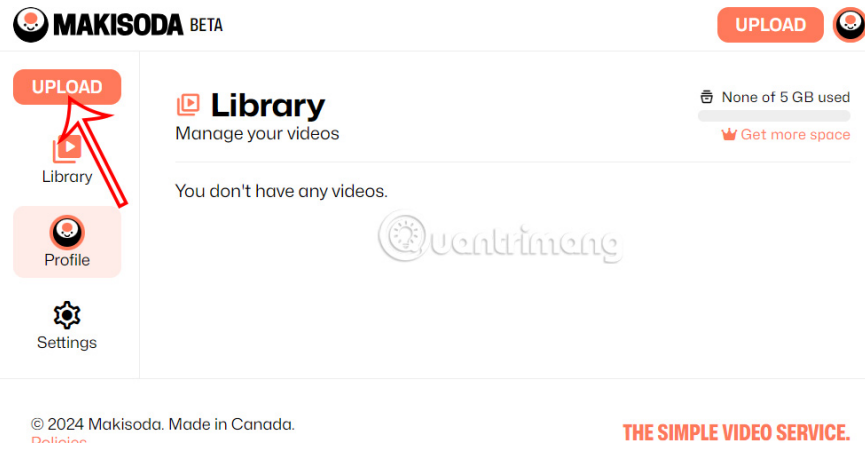 MAKISODA BETA
UPLOAD
UPLOAD
Library
Profile
Settings
Library
Manage your videos
None of 5 GB used
Get more space
You don't have any videos.
Quantrimang
© 2024 Makisoda. Made in Canada.
Policies
THE SIMPLE VIDEO SERVICE.